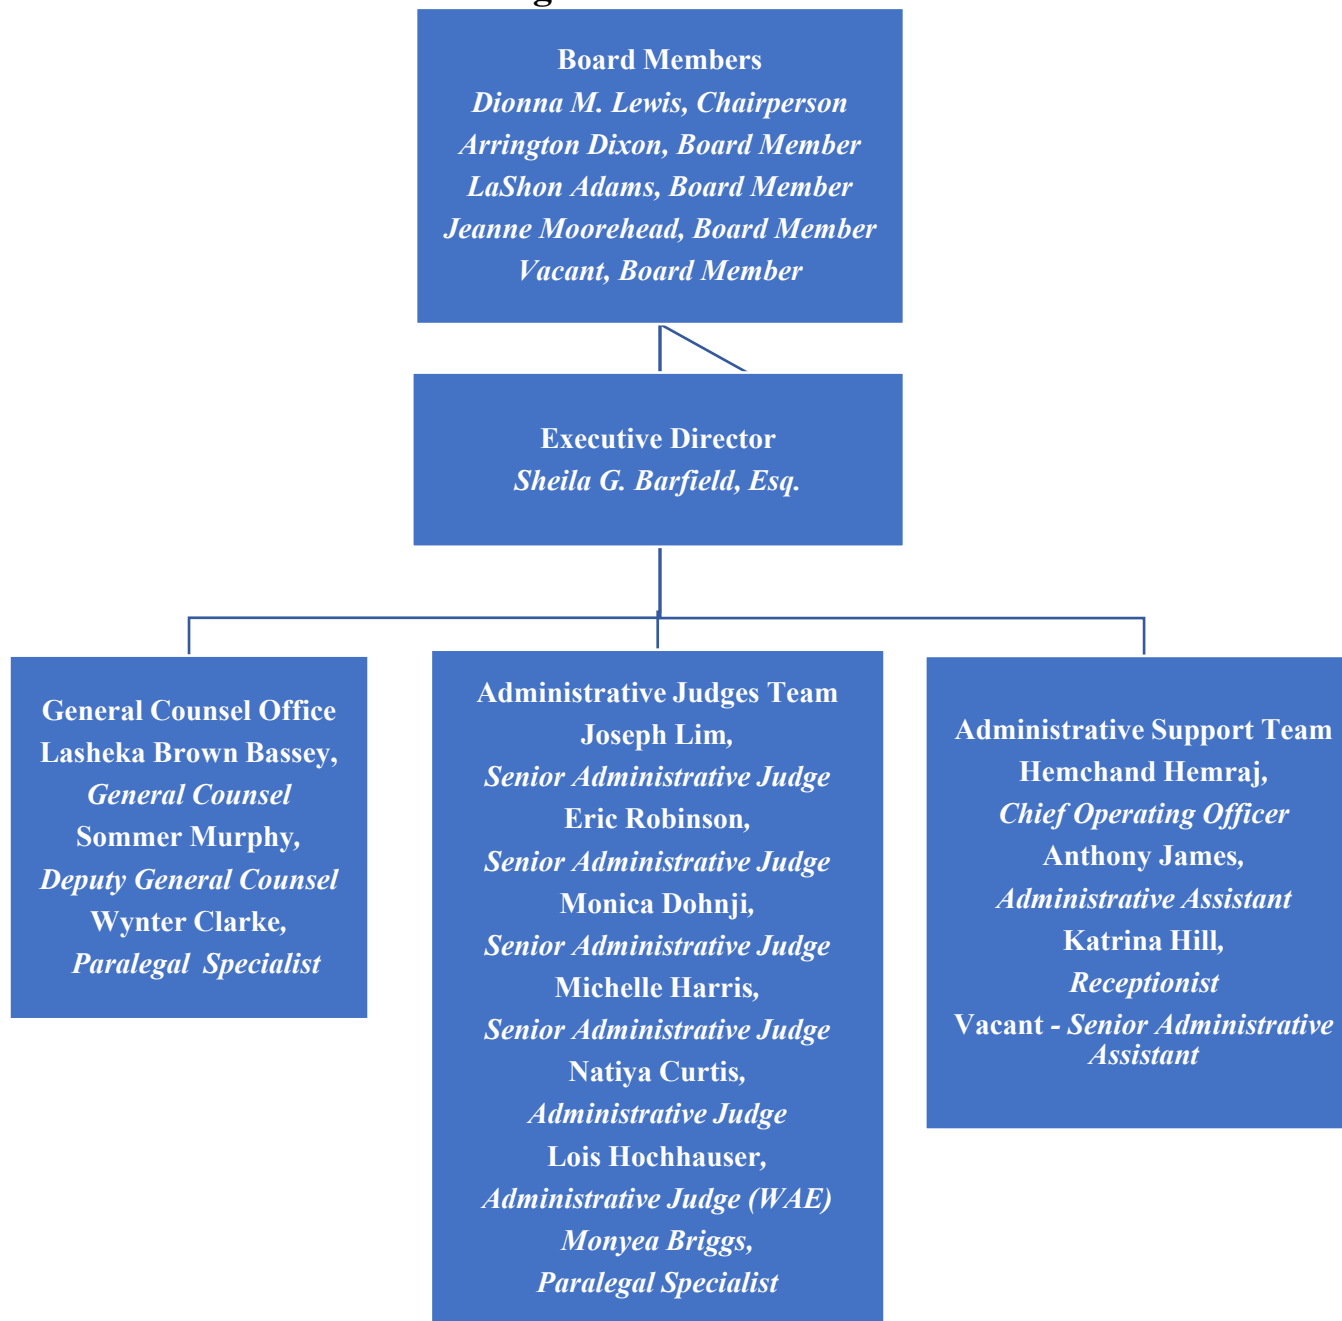 Board Members
Dionna M. Lewis, Chairperson
Arrington Dixon, Board Member
LaShon Adams, Board Member
Jeanne Moorehead, Board Member
Vacant, Board Member
Executive Director
Sheila G. Barfield, Esq.
General Counsel Office
Lasheka Brown Bassey,
General Counsel
Sommer Murphy,
Deputy General Counsel
Wynter Clarke,
Paralegal Specialist
Administrative Judges Team
Joseph Lim,
Senior Administrative Judge
Eric Robinson,
Senior Administrative Judge
Monica Dohnji,
Senior Administrative Judge
Michelle Harris,
Senior Administrative Judge
Natiya Curtis,
Administrative Judge
Lois Hochhauser,
Administrative Judge (WAE)
Monyea Briggs,
Paralegal Specialist
Administrative Support Team
Hemchand Hemraj,
Chief Operating Officer
Anthony James,
Administrative Assistant
Katrina Hill,
Receptionist
Vacant - Senior Administrative
Assistant